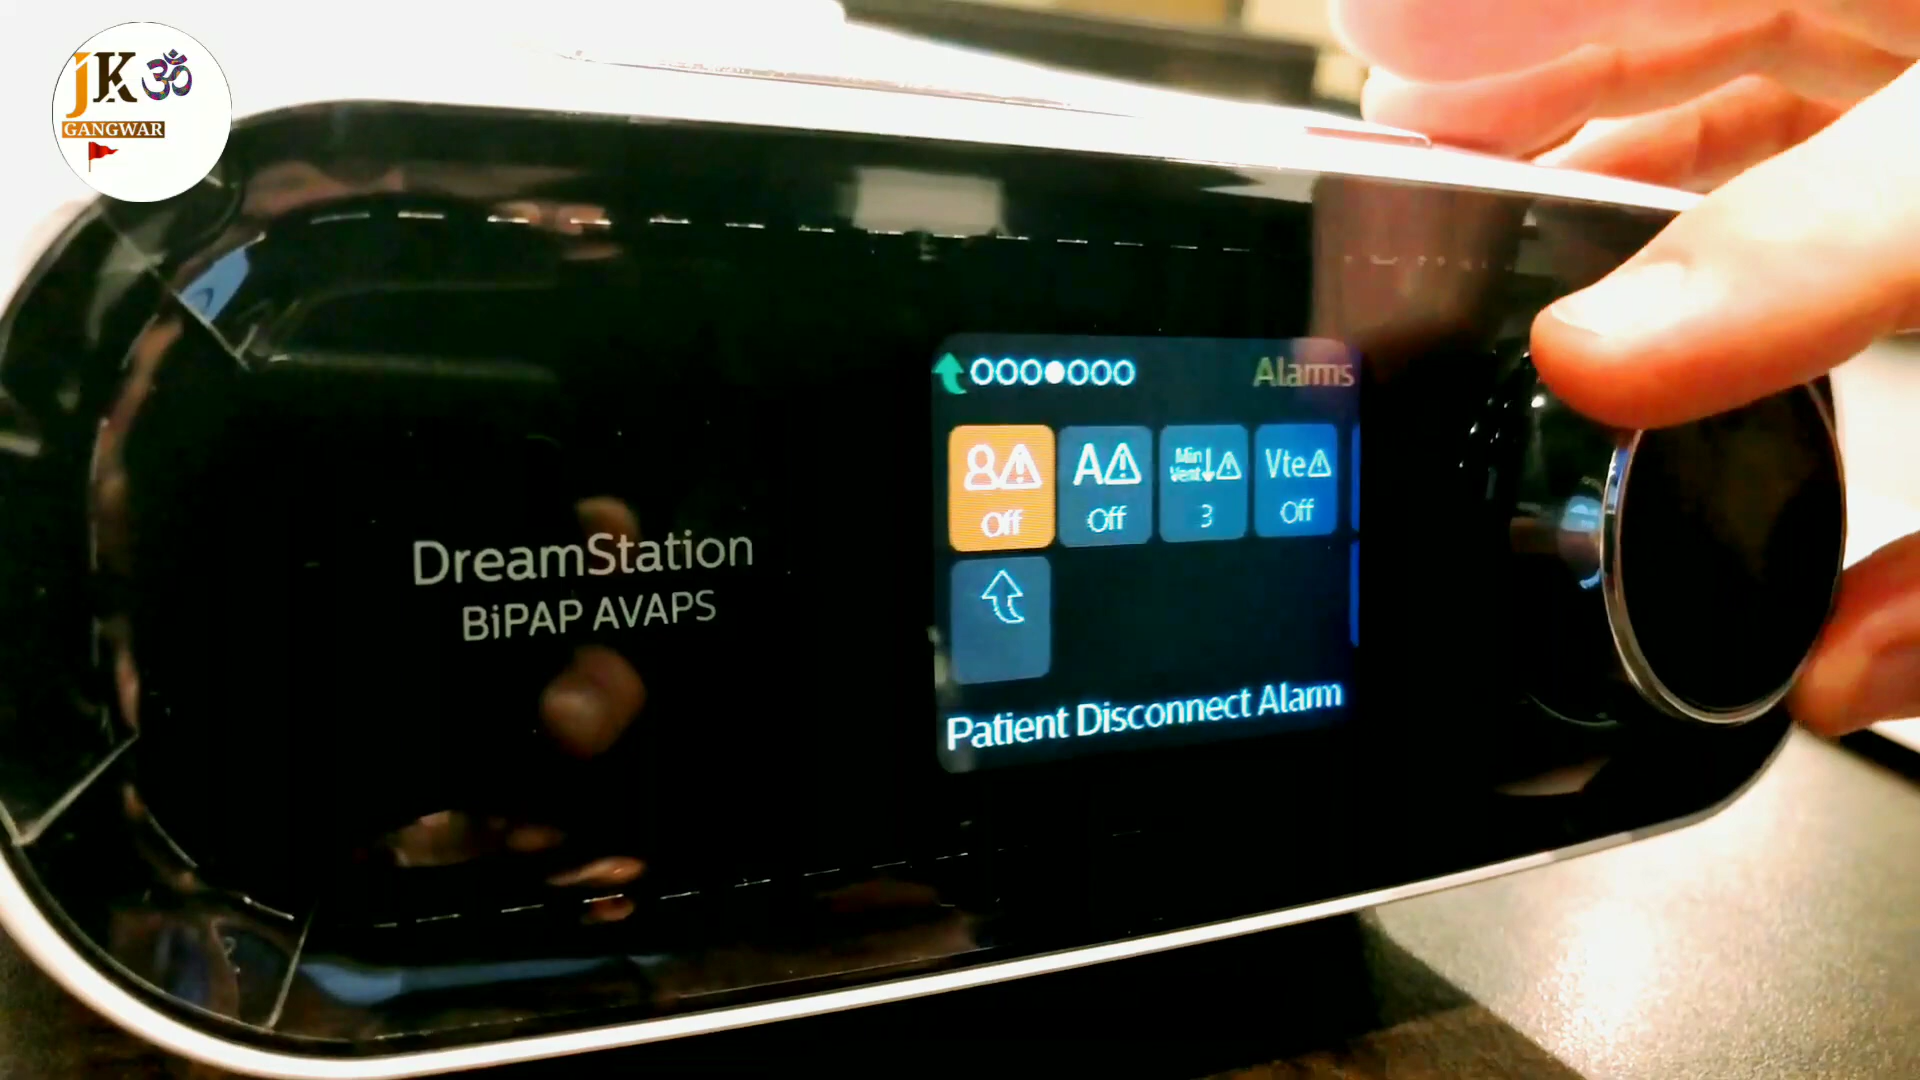 JK ॐ
GANGWAR
Alarms
Off
A
Off
Min
Vent
3
Vte
Off
Patient Disconnect Alarm
DreamStation
BiPAP AVAPS